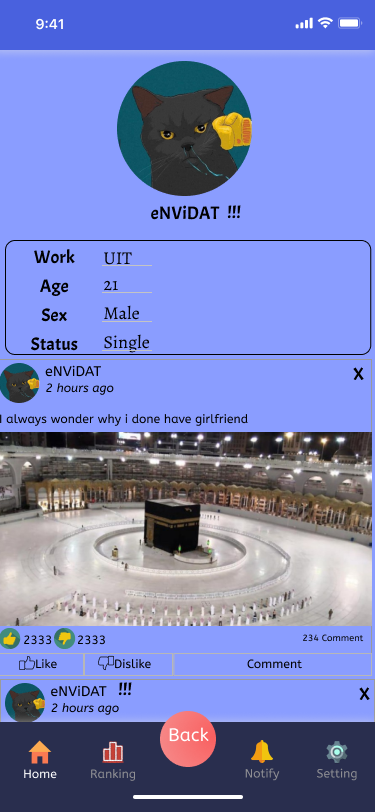 9:41
eNViDAT !!!
Work UIT
Age 21
Sex Male
Status Single
eNViDAT X
2 hours ago
I always wonder why i done have girlfriend
2333 2333 234 Comment
Like Dislike Comment
eNViDAT !!! X
2 hours ago
Back
Home Ranking Notify Setting